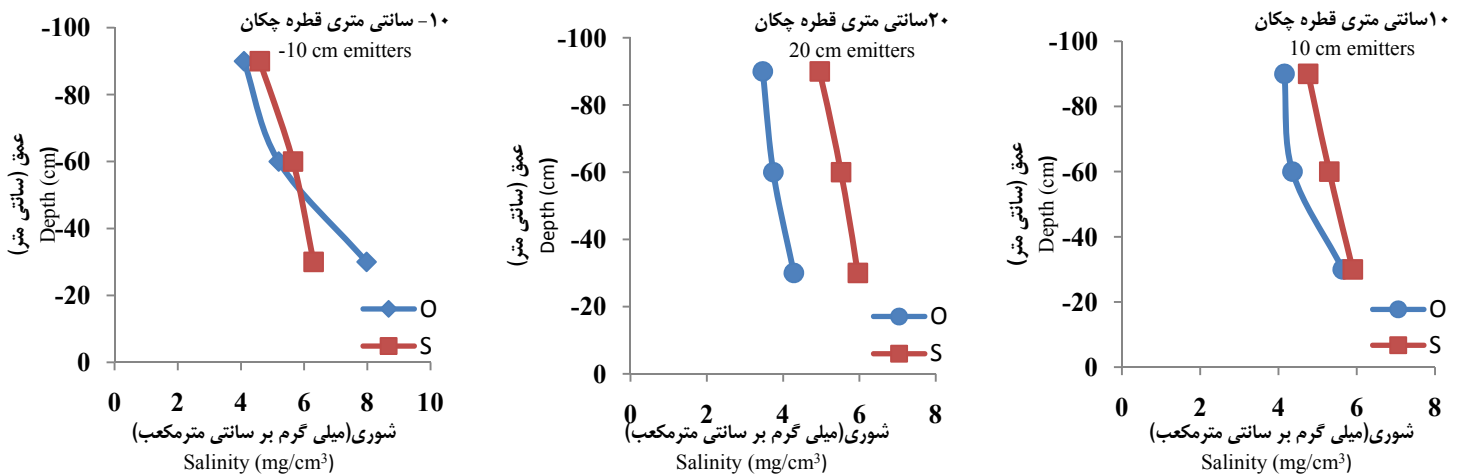 ۱۰- سانتی متری قطره چکان
-10 cm emitters
-100
-80
-60
-40
-20
0
عمق (سانتی متر)
Depth (cm)
0 2 4 6 8 10
O
S
شوری(میلی گرم بر سانتی مترمکعب)
Salinity (mg/cm³)
۲۰سانتی متری قطره چکان
20 cm emitters
-100
-80
-60
-40
-20
0
عمق (سانتی متر)
Depth (cm)
0 2 4 6 8
O
S
شوری(میلی گرم بر سانتی مترمکعب)
Salinity (mg/cm³)
۱۰سانتی متری قطره چکان
10 cm emitters
-100
-80
-60
-40
-20
0
عمق (سانتی متر)
Depth (cm)
0 2 4 6 8
O
S
شوری(میلی گرم بر سانتی مترمکعب)
Salinity (mg/cm³)